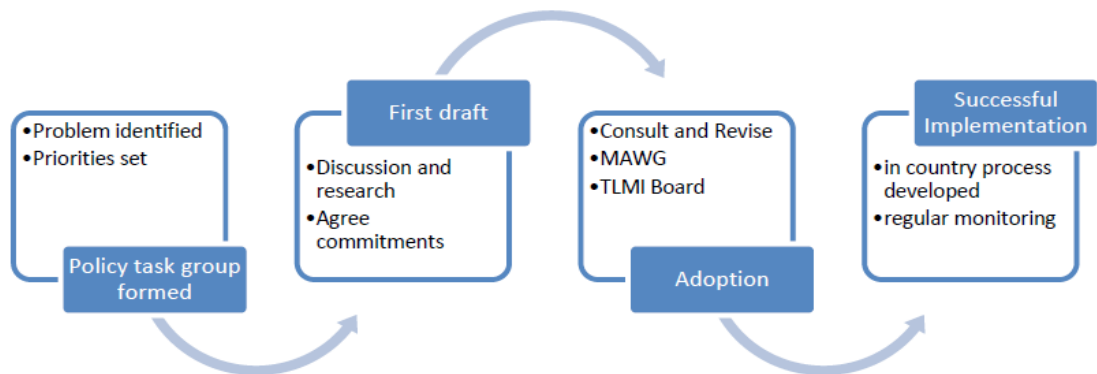 •Problem identified
•Priorities set
Policy task group
formed
First draft
•Discussion and
research
•Agree
commitments
•Consult and Revise
•MAWG
•TLMI Board
Adoption
Successful
Implementation
•in country process
developed
•regular monitoring